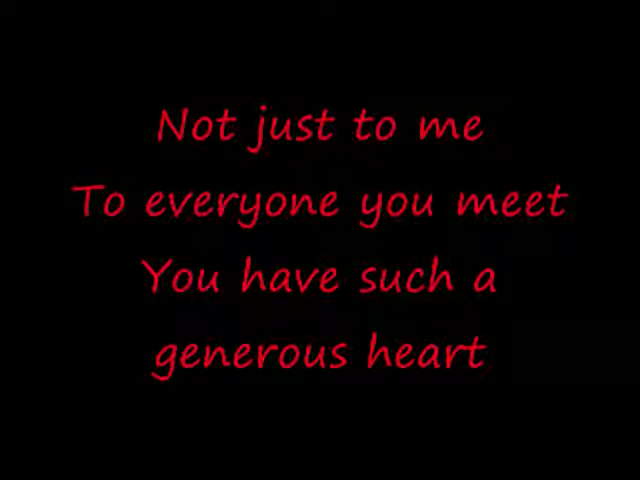 Not just to me
To everyone you meet
You have such a
generous heart